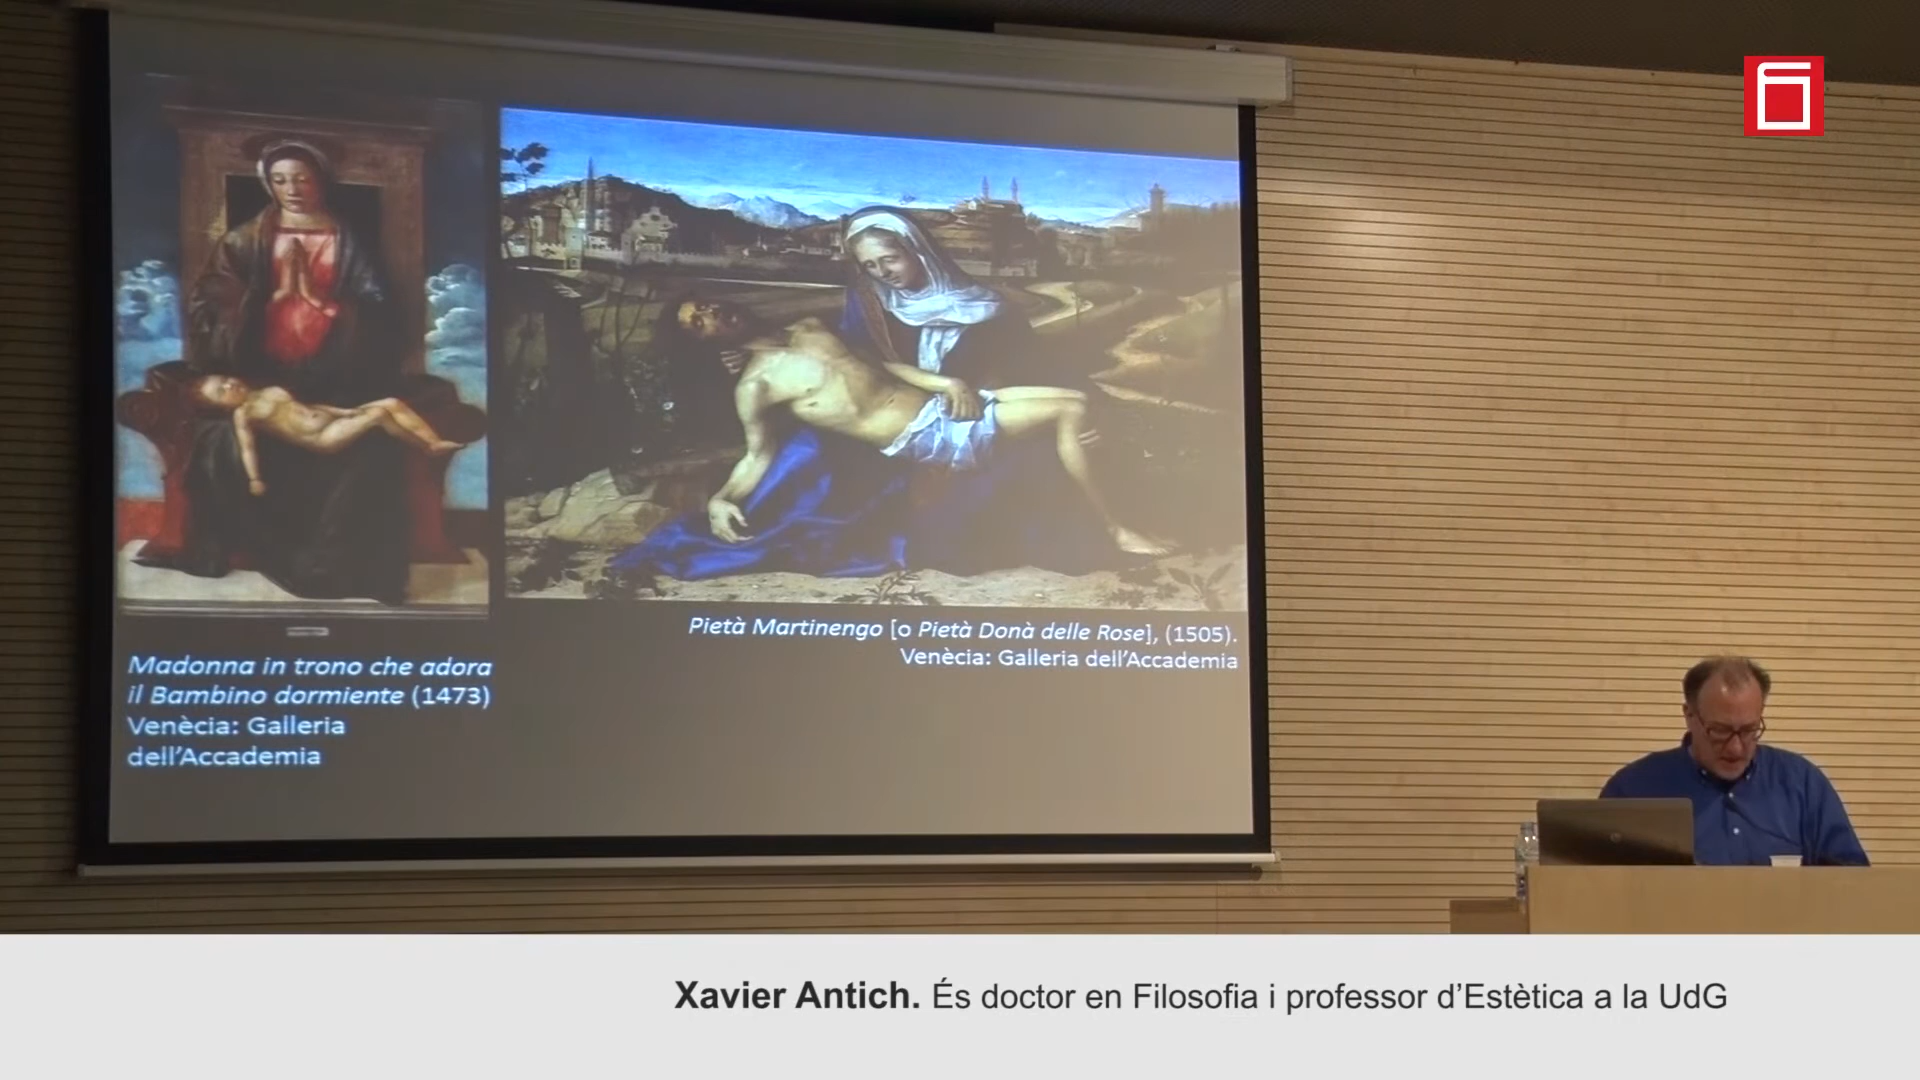 Madonna in trono che adora
il Bambino dormiente (1473)
Venècia: Galleria
dell'Accademia
Pietà Martinengo [o Pietà Donà delle Rose], (1505).
Venècia: Galleria dell'Accademia
Xavier Antich. És doctor en Filosofia i professor d'Estètica a la UdG